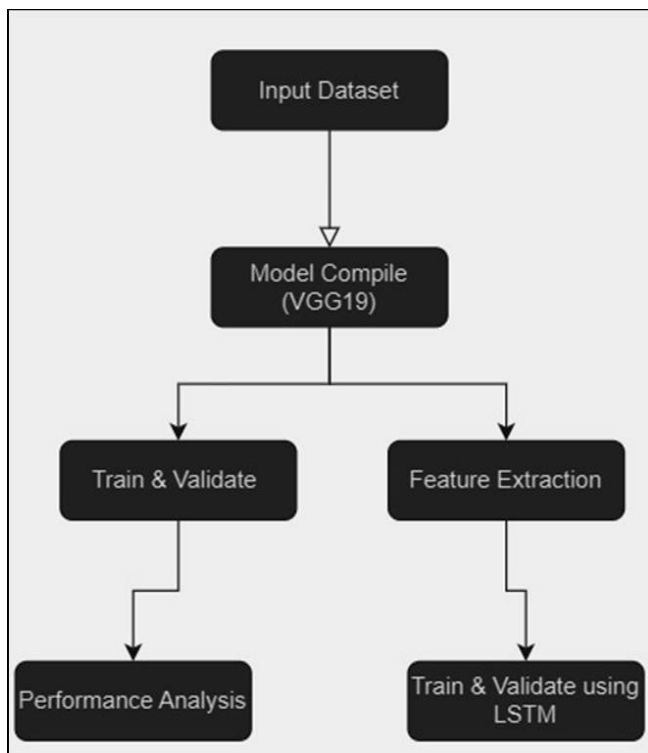 Input Dataset
Model Compile
(VGG19)
Train & Validate
Feature Extraction
Performance Analysis
Train & Validate using
LSTM